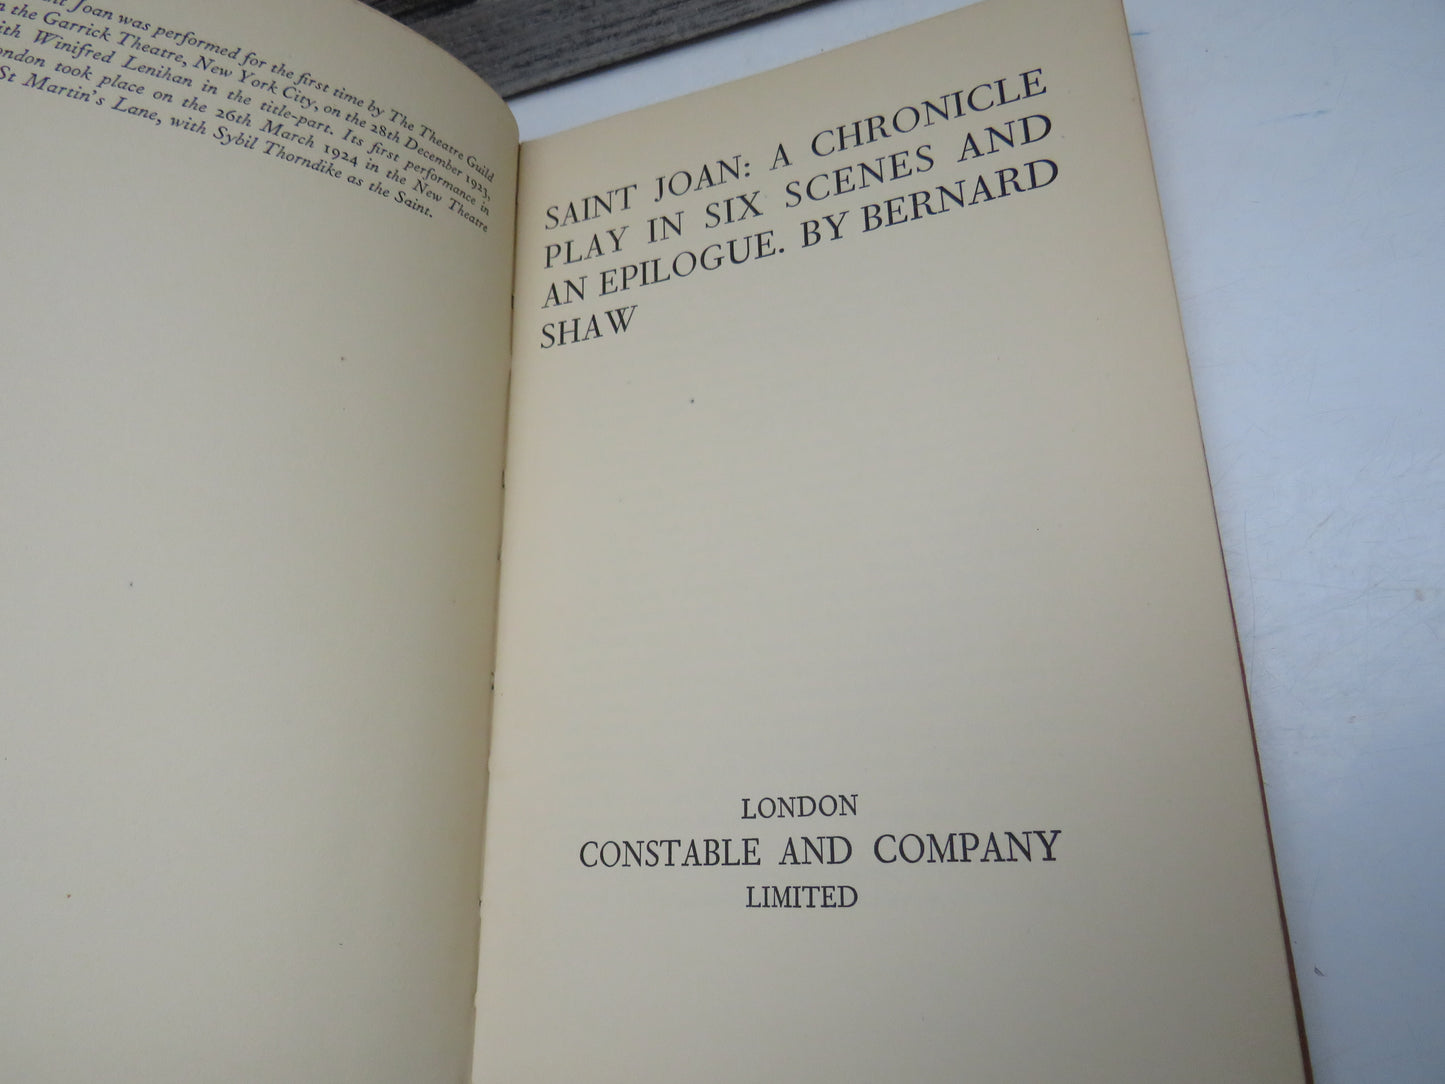 Joan was performed for the first time by The Theatre Guild
the Garrick Theatre, New York City, on the 28th December 1923,
Winifred Lenihan in the title-part. Its first performance in
took place on the 26th March 1924 in the New Theatre
St Martin's Lane, with Sybil Thorndike as the Saint.
SAINT JOAN: A CHRONICLE
PLAY IN SIX SCENES AND
AN EPILOGUE. BY BERNARD
SHAW
LONDON
CONSTABLE AND COMPANY
LIMITED